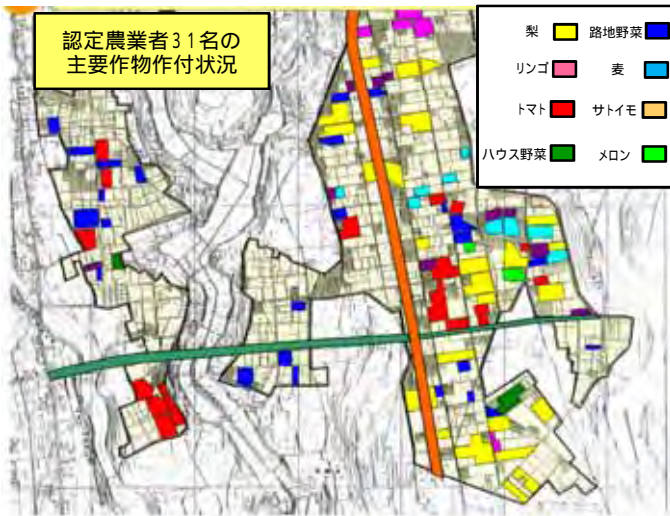 認定農業者31名の
主要作物作付状況
梨 路地野菜
リンゴ 麦
トマト サトイモ
ハウス野菜 メロン